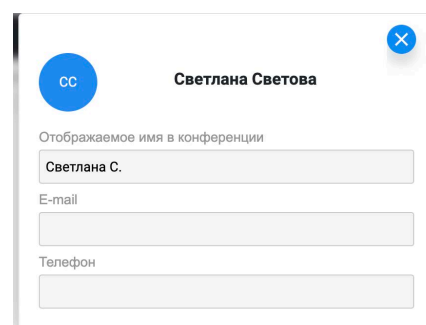 СС
Светлана Светова
Отображаемое имя в конференции
Светлана С.
E-mail
Телефон